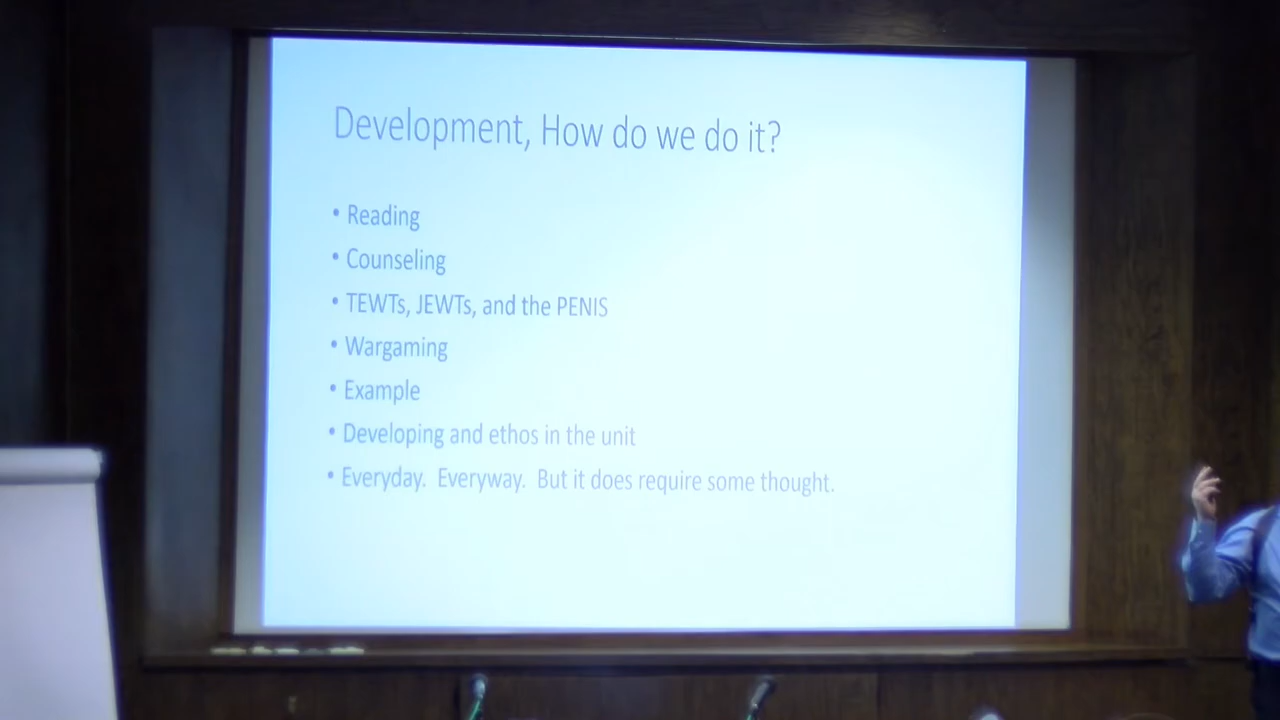 Development, How do we do it?
• Reading
• Counseling
• TEWTs, JEWTs, and the PENIS
• Wargaming
• Example
• Developing and ethos in the unit
• Everyday.  Everyway.  But it does require some thought.